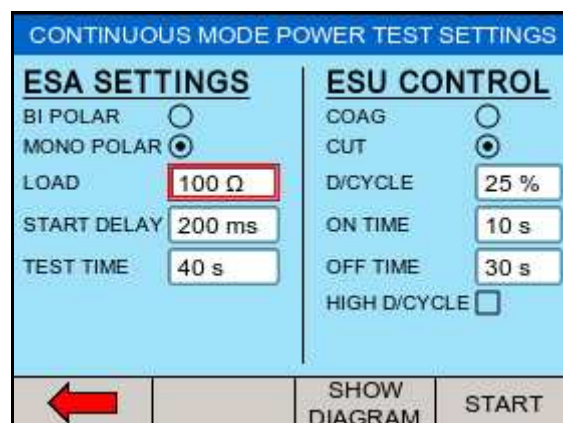 CONTINUOUS MODE POWER TEST SETTINGS
ESA SETTINGS
BI POLAR
MONO POLAR
LOAD 100 Ω
START DELAY 200 ms
TEST TIME 40 s
ESU CONTROL
COAG
CUT
D/CYCLE 25 %
ON TIME 10 s
OFF TIME 30 s
HIGH D/CYCLE
SHOW
DIAGRAM
START